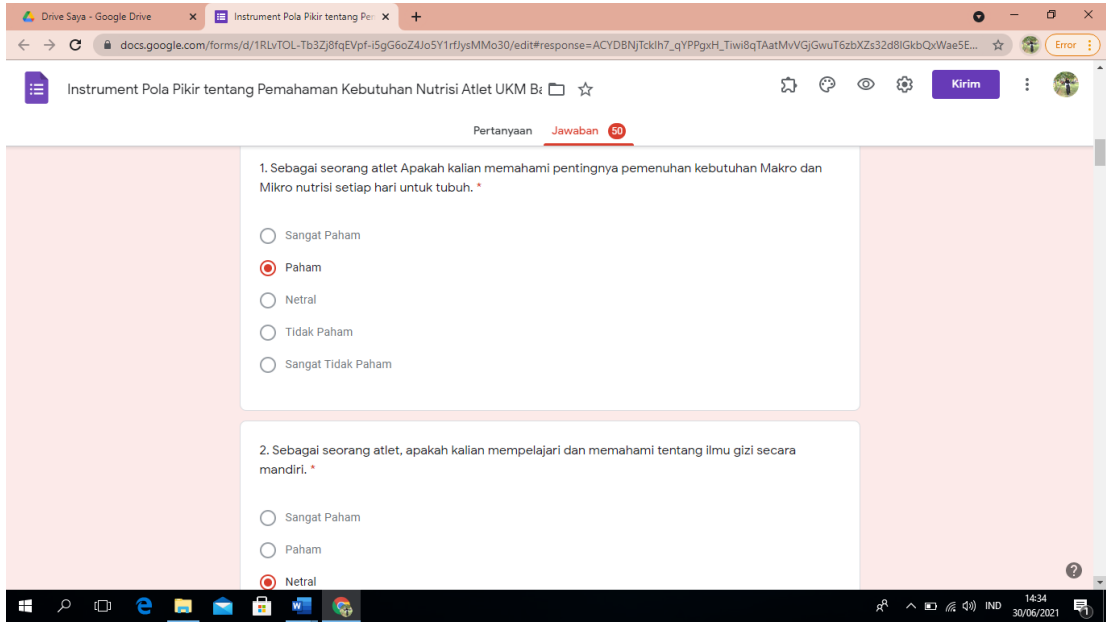 Drive Saya - Google Drive
Instrument Pola Pikir tentang Pen
docs.google.com/forms/d/1RLvTOL-Tb3Zj8fqEVpf-i5gG6oZ4Jo5Y1rfJysMMo30/edit#response=ACYDBNjTcklh7_qYPPgxH_Tiwi8qTAatMvVGjGwuT6zbXZs32d8IGkbQxWae5E...
Error
Instrument Pola Pikir tentang Pemahaman Kebutuhan Nutrisi Atlet UKM Ba
Kirim
Pertanyaan Jawaban 50
1. Sebagai seorang atlet Apakah kalian memahami pentingnya pemenuhan kebutuhan Makro dan
Mikro nutrisi setiap hari untuk tubuh. *
Sangat Paham
Paham
Netral
Tidak Paham
Sangat Tidak Paham
2. Sebagai seorang atlet, apakah kalian mempelajari dan memahami tentang ilmu gizi secara
mandiri. *
Sangat Paham
Paham
Netral
IND
14:34
30/06/2021